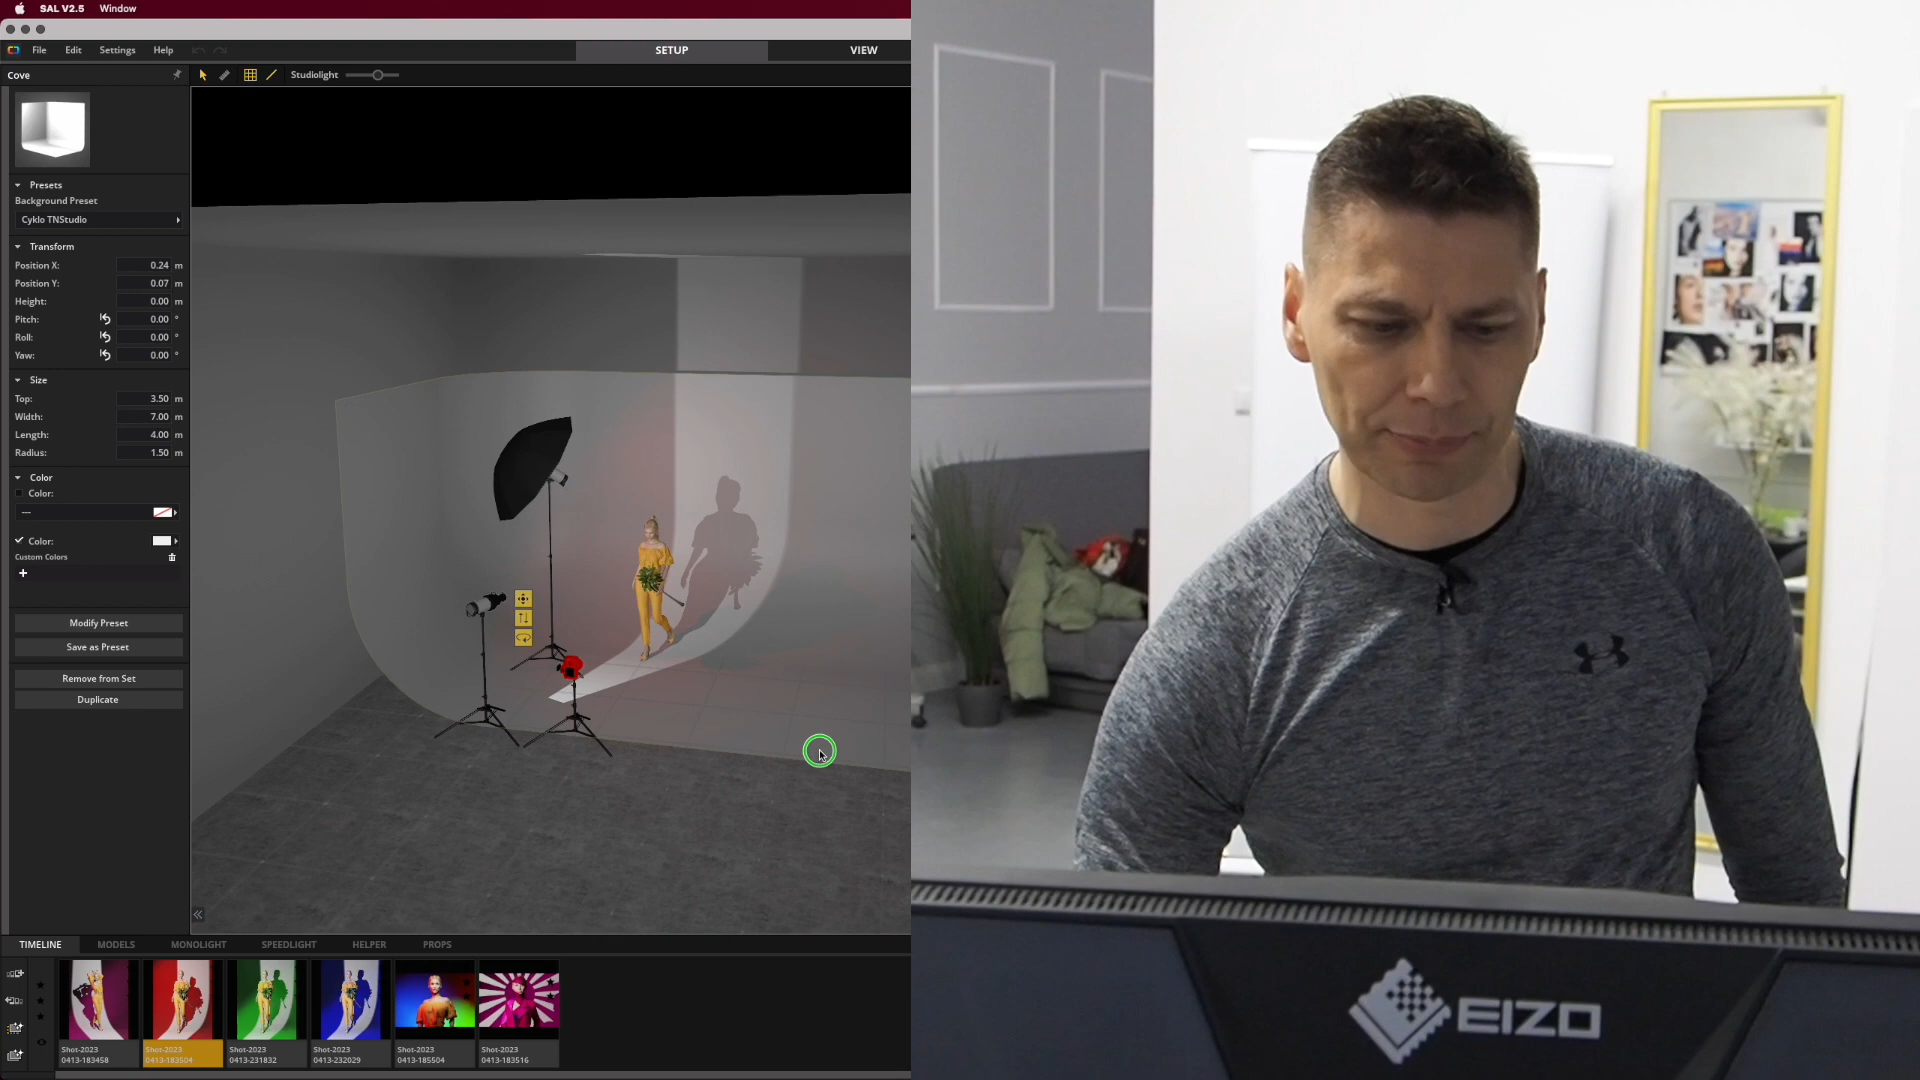 SAL V2.5 Window
File Edit Settings Help
SETUP VIEW
Cove
Studiolight
Presets
Background Preset
Cyklo TNStudio
Transform
Position X: 0.24 m
Position Y: 0.07 m
Height: 0.00 m
Pitch: 0.00 °
Roll: 0.00 °
Yaw: 0.00 °
Size
Top: 3.50 m
Width: 7.00 m
Length: 4.00 m
Radius: 1.50 m
Color
Color:
---
Color:
Custom Colors
Modify Preset
Save as Preset
Remove from Set
Duplicate
TIMELINE MODELS MONOLIGHT SPEEDLIGHT HELPER PROPS
Shot-2023
0413-183458
Shot-2023
0413-183504
Shot-2023
0413-231832
Shot-2023
0413-232029
Shot-2023
0413-185504
Shot-2023
0413-183516
EIZO